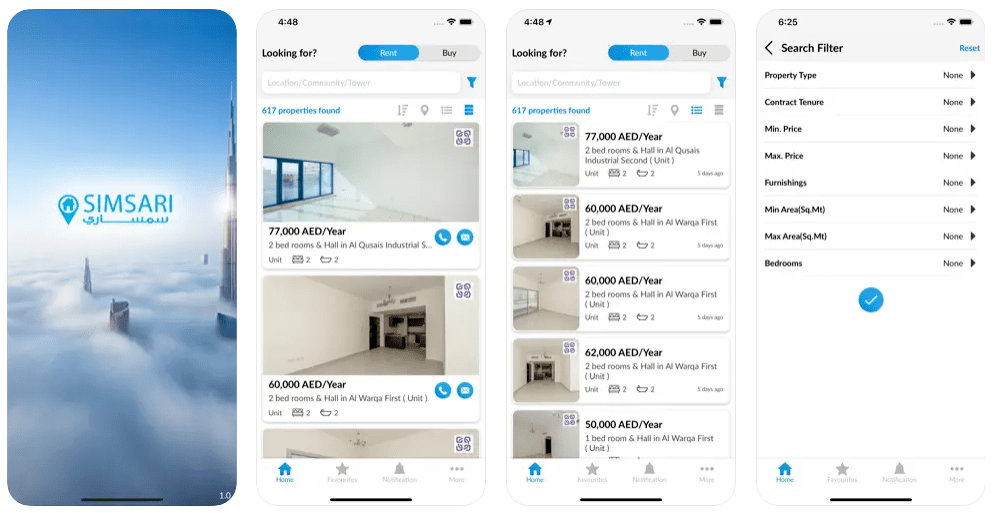 SIMSARI
سمساري
1.0
4:48
Looking for?
Rent
Buy
Location/Community/Tower
617 properties found
77,000 AED/Year
2 bed rooms & Hall in Al Qusais Industrial S...
Unit 2 2
60,000 AED/Year
2 bed rooms & Hall in Al Warqa First ( Unit )
Unit 2 2
Home
Favourites
Notification
More
4:48
Looking for?
Rent
Buy
Location/Community/Tower
617 properties found
77,000 AED/Year
2 bed rooms & Hall in Al Qusais
Industrial Second ( Unit )
Unit 2 2 5 days ago
60,000 AED/Year
2 bed rooms & Hall in Al Warqa First
( Unit )
Unit 2 2 5 days ago
60,000 AED/Year
2 bed rooms & Hall in Al Warqa First
( Unit )
Unit 2 2 5 days ago
62,000 AED/Year
2 bed rooms & Hall in Al Warqa First
( Unit )
Unit 2 2 5 days ago
50,000 AED/Year
1 bed room & Hall in Al Warqa First
( Unit )
Home
Favourites
Notification
More
6:25
Search Filter
Reset
Property Type None
Contract Tenure None
Min. Price None
Max. Price None
Furnishings None
Min Area(Sq.Mt) None
Max Area(Sq.Mt) None
Bedrooms None
Home
Favourites
Notification
More